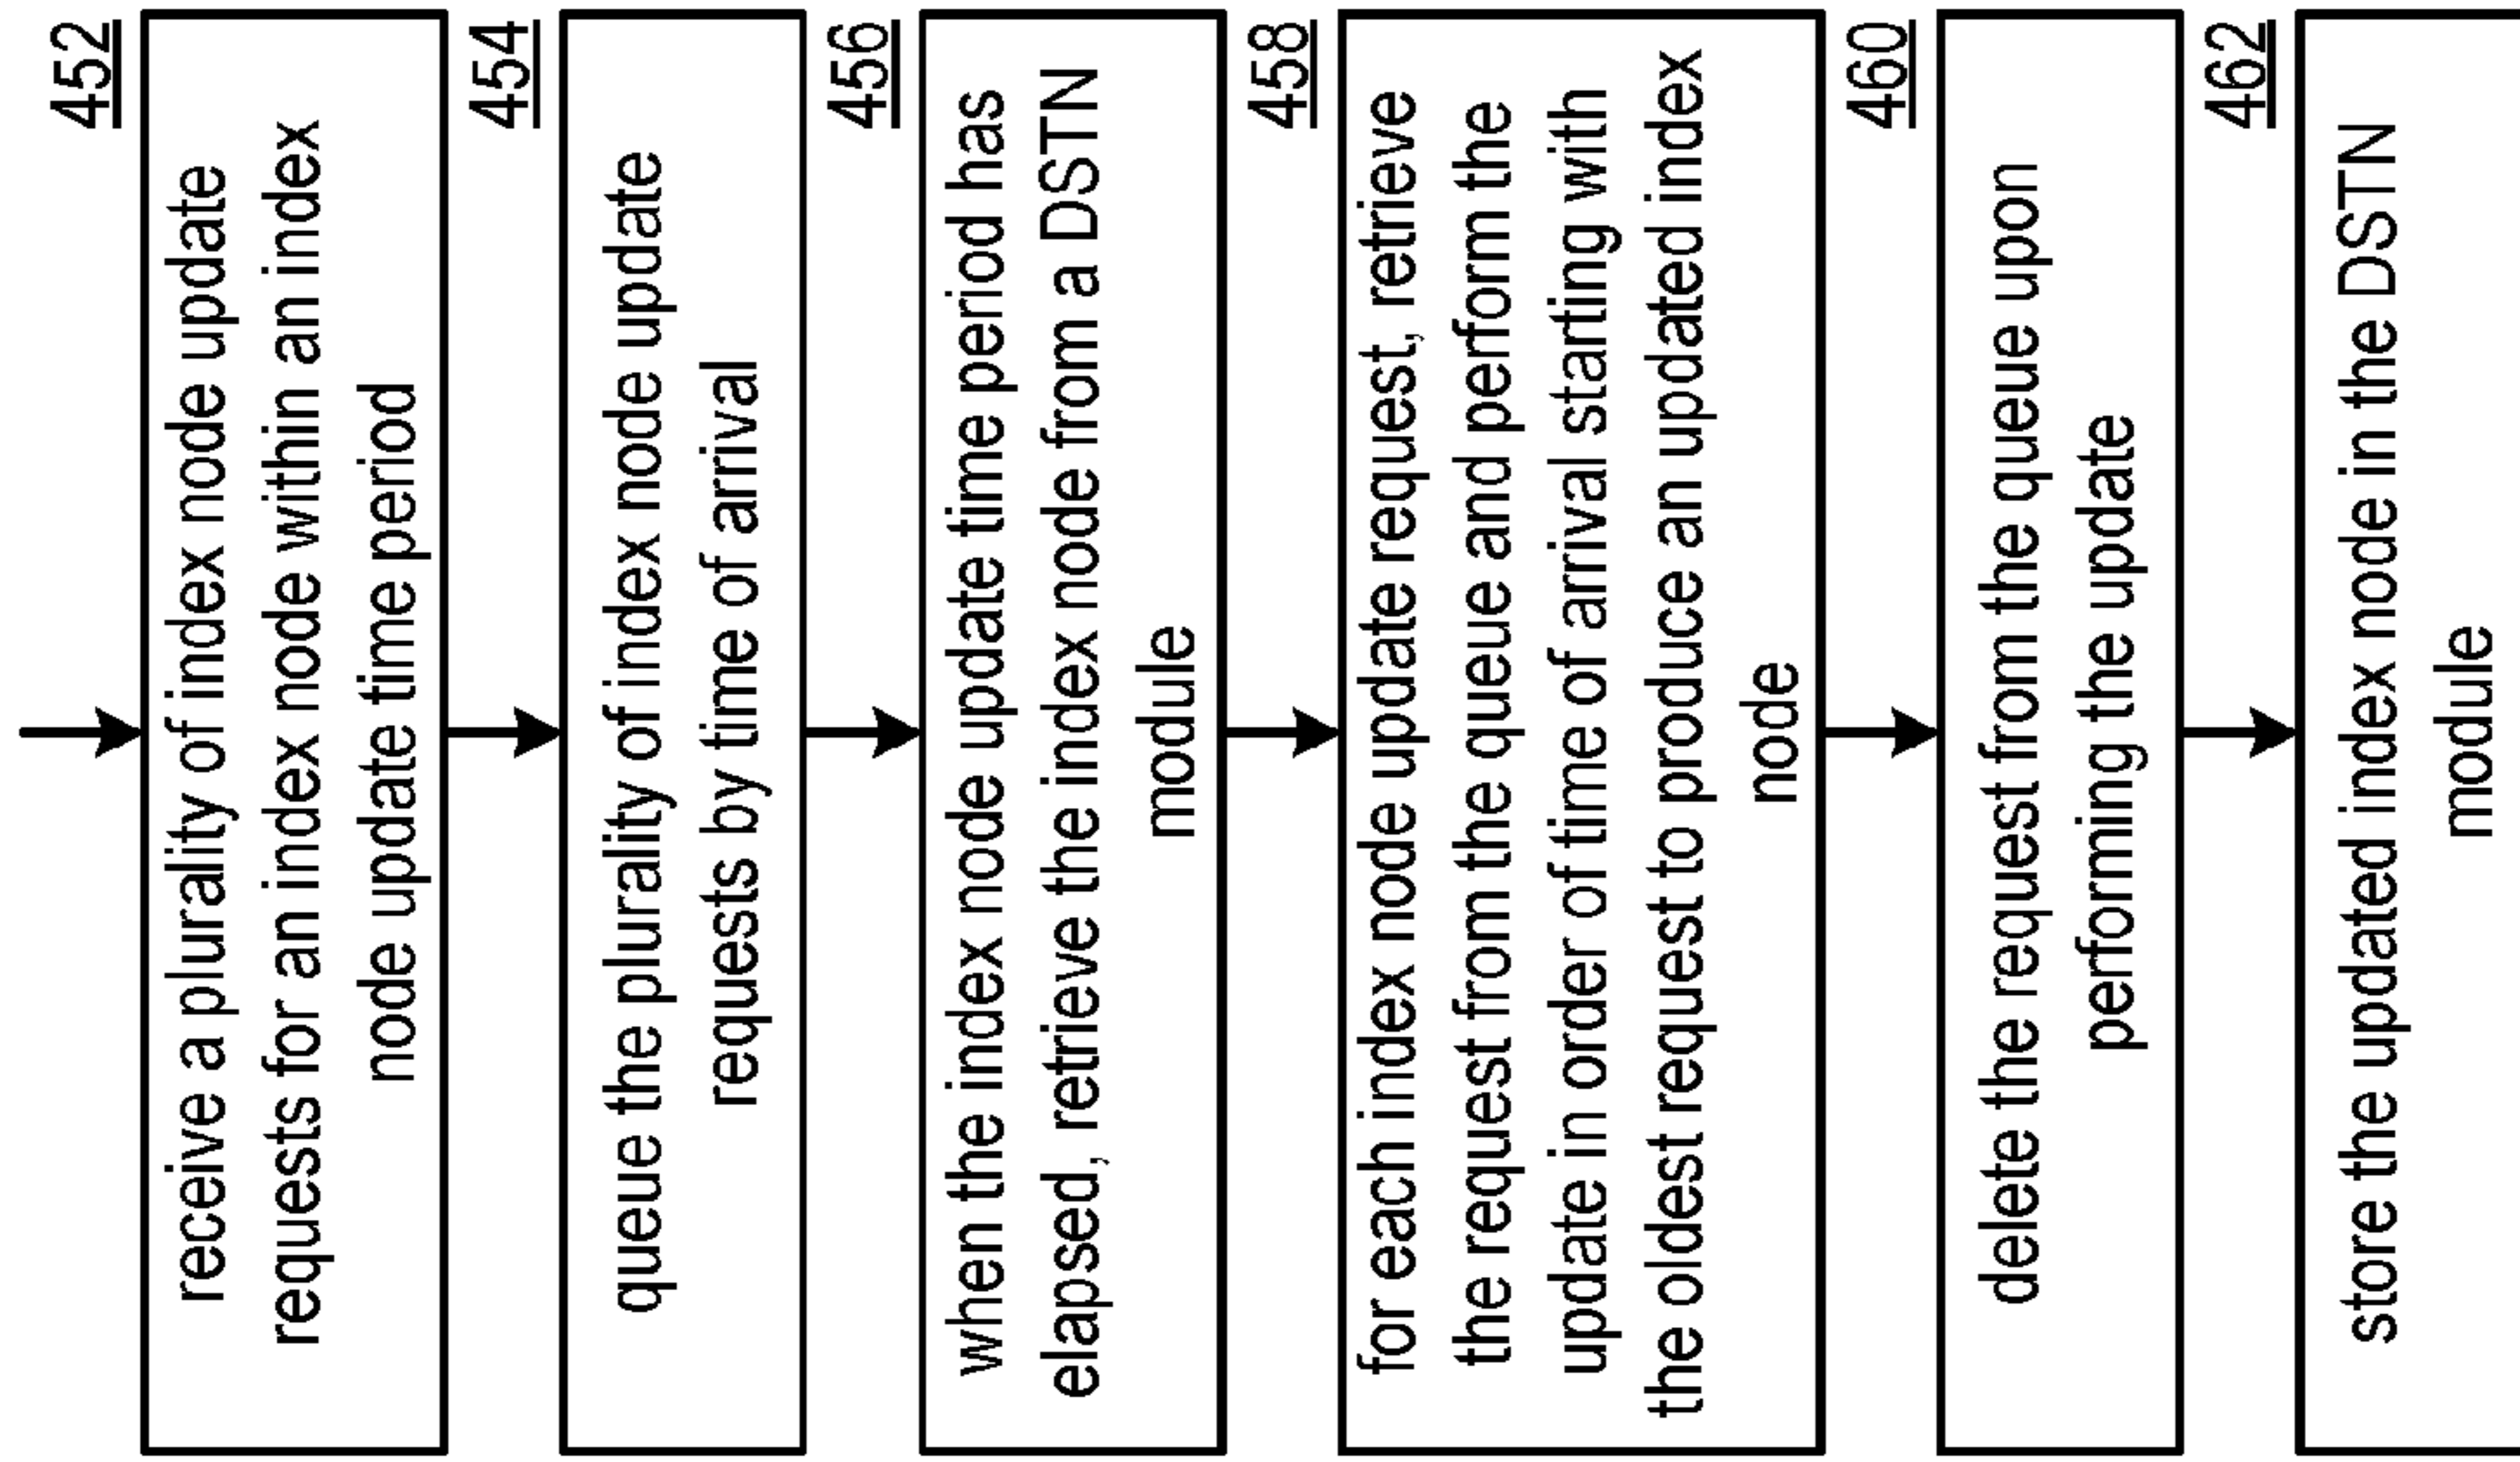 452
receive a plurality of index node update
requests for an index node within an index
node update time period
454
queue the plurality of index node update
requests by time of arrival
456
when the index node update time period has
elapsed, retrieve the index node from a DSTN
module
458
for each index node update request, retrieve
the request from the queue and perform the
update in order of time of arrival starting with
the oldest request to produce an updated index
node
460
delete the request from the queue upon
performing the update
462
store the updated index node in the DSTN
module